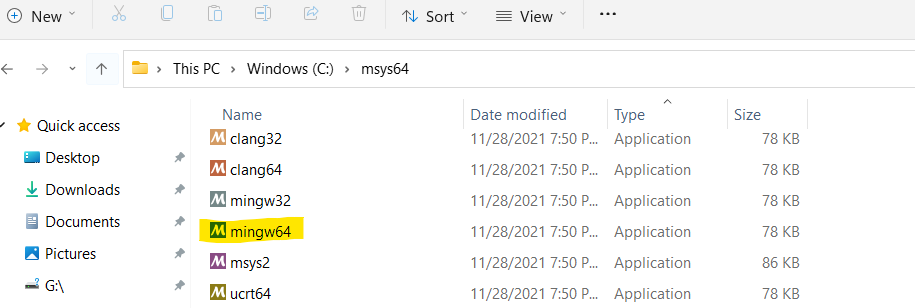 New Sort View ...
This PC > Windows (C:) > msys64
Name Date modified Type Size
Quick access
clang32 11/28/2021 7:50 P... Application 78 KB
Desktop
clang64 11/28/2021 7:50 P... Application 78 KB
Downloads
mingw32 11/28/2021 7:50 P... Application 78 KB
Documents
mingw64 11/28/2021 7:50 P... Application 78 KB
Pictures
msys2 11/28/2021 7:50 P... Application 86 KB
G:\
ucrt64 11/28/2021 7:50 P... Application 78 KB